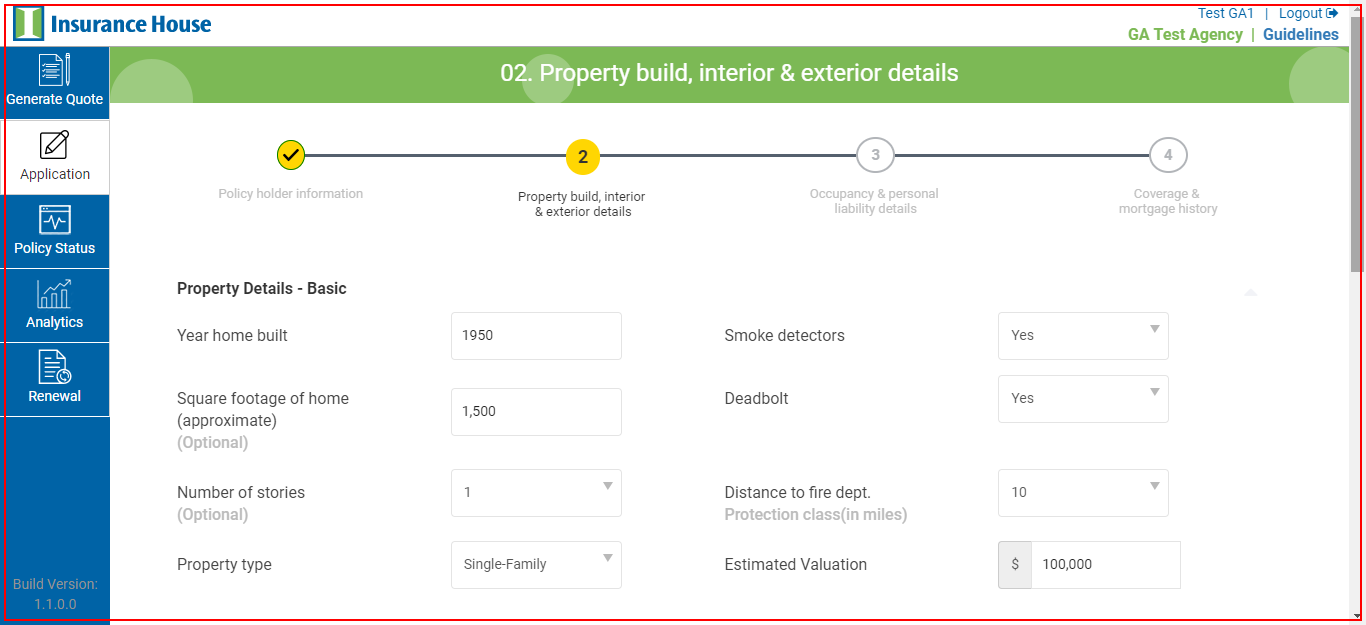 Insurance House
Test GA1 | Logout
GA Test Agency | Guidelines
Generate Quote
Application
Policy Status
Analytics
Renewal
Build Version:
1.1.0.0
02. Property build, interior & exterior details
Policy holder information
2
Property build, interior
& exterior details
3
Occupancy & personal
liability details
4
Coverage &
mortgage history
Property Details - Basic
Year home built 1950
Smoke detectors Yes
Square footage of home
(approximate)
(Optional)
1,500
Deadbolt Yes
Number of stories
(Optional)
1
Distance to fire dept.
Protection class(in miles)
10
Property type Single-Family
Estimated Valuation $ 100,000